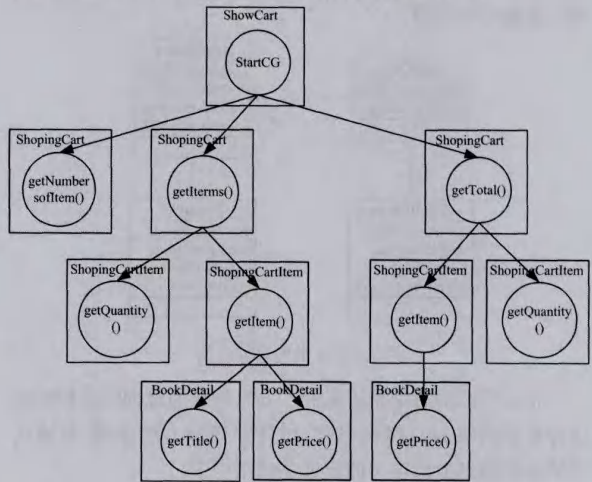 ShowCart
StartCG
ShopingCart
getNumber
sofItem()
ShopingCart
getIterms()
ShopingCart
getTotal()
ShopingCartItem
getQuantity
()
ShopingCartItem
getItem()
ShopingCartItem
getItem()
ShopingCartItem
getQuantity
()
BookDetail
getTitle()
BookDetail
getPrice()
BookDetail
getPrice()